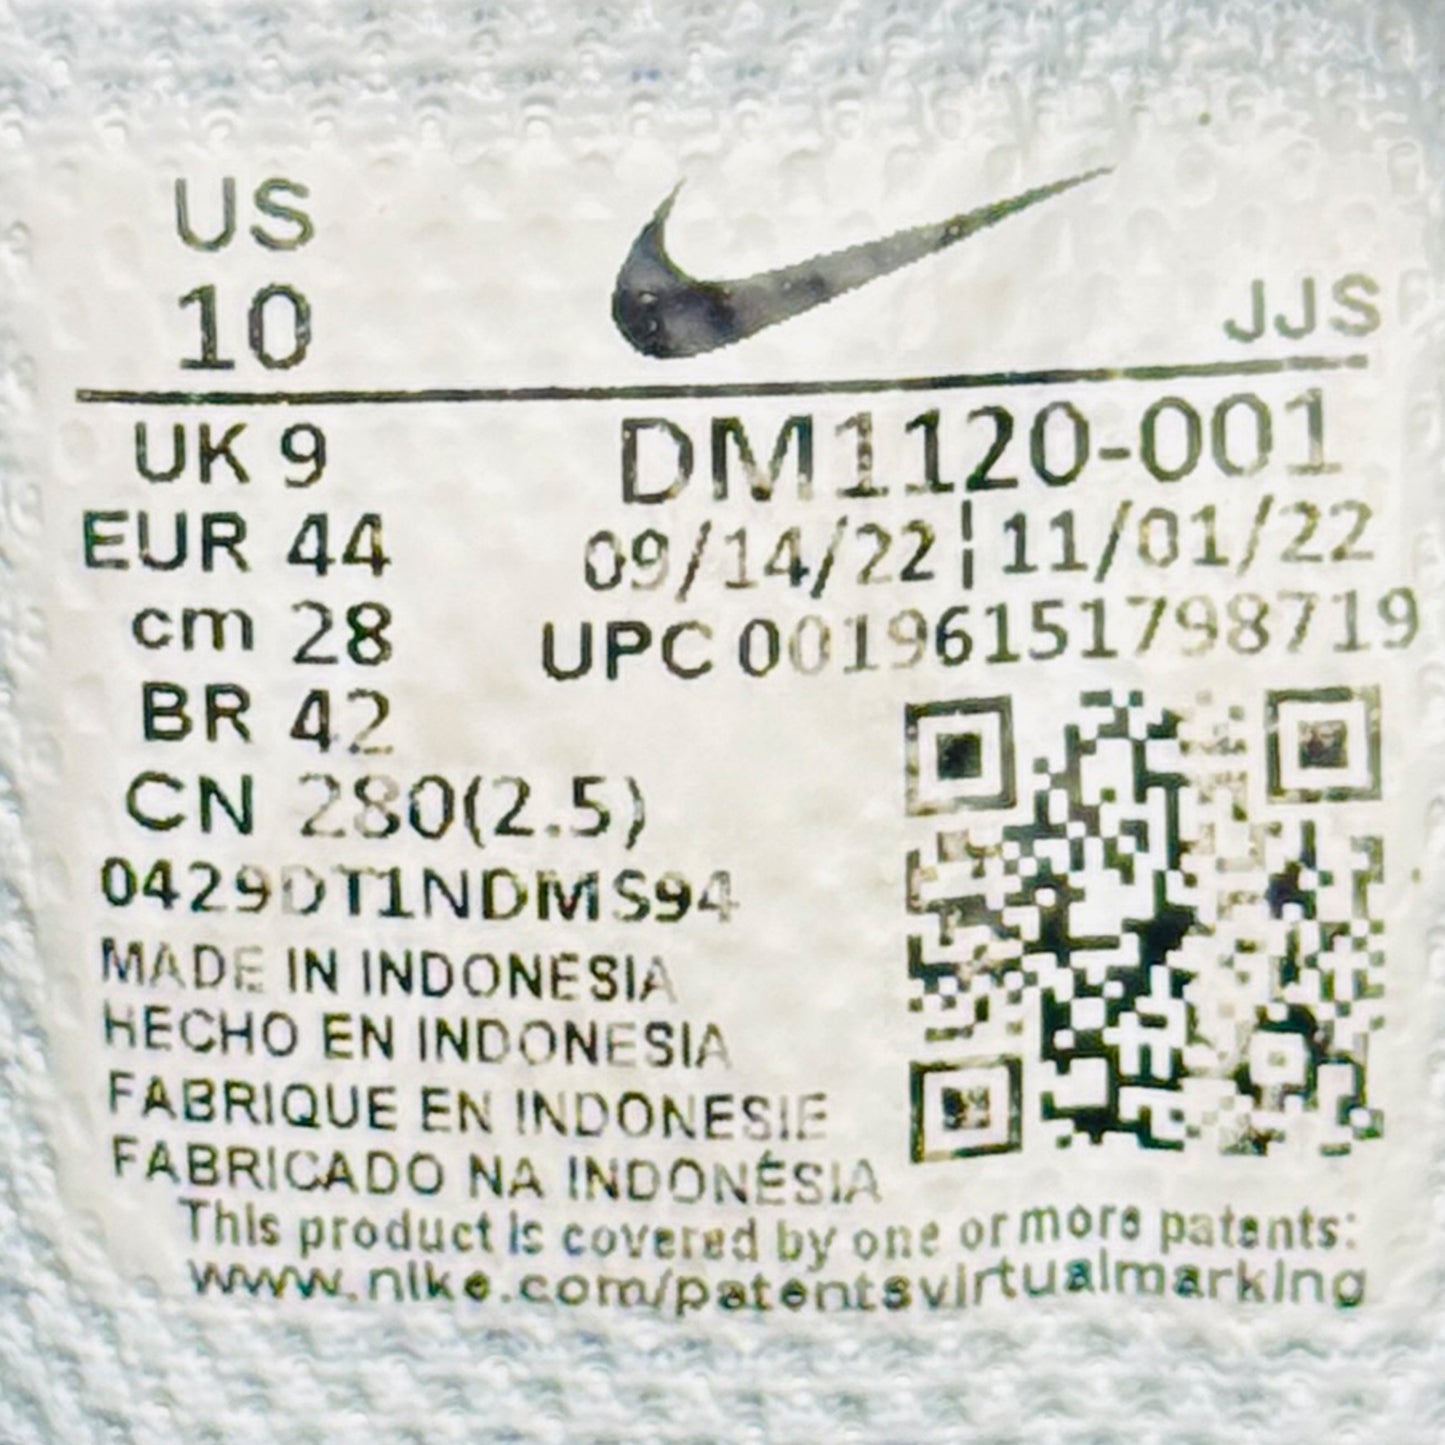 US
10
JJS
UK 9
DM1120-001
EUR 44
09/14/22 | 11/01/22
cm 28
UPC 00196151798719
BR 42
CN 280(2.5)
0429DT1NDMS94
MADE IN INDONESIA
HECHO EN INDONESIA
FABRIQUE EN INDONESIE
FABRICADO NA INDONÉSIA
This product is covered by one or more patents:
www.nike.com/patentsvirtualmarking